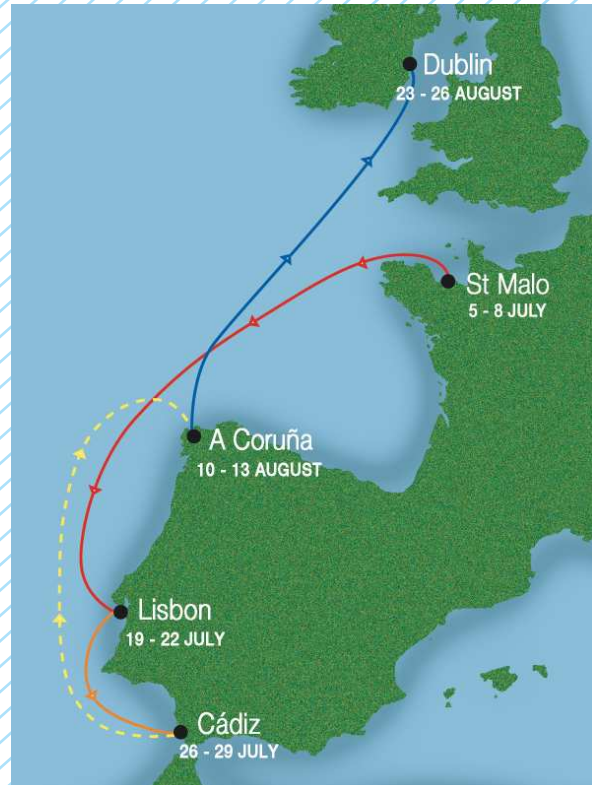 Dublin
23 - 26 AUGUST
St Malo
5 - 8 JULY
A Coruña
10 - 13 AUGUST
Lisbon
19 - 22 JULY
Cádiz
26 - 29 JULY